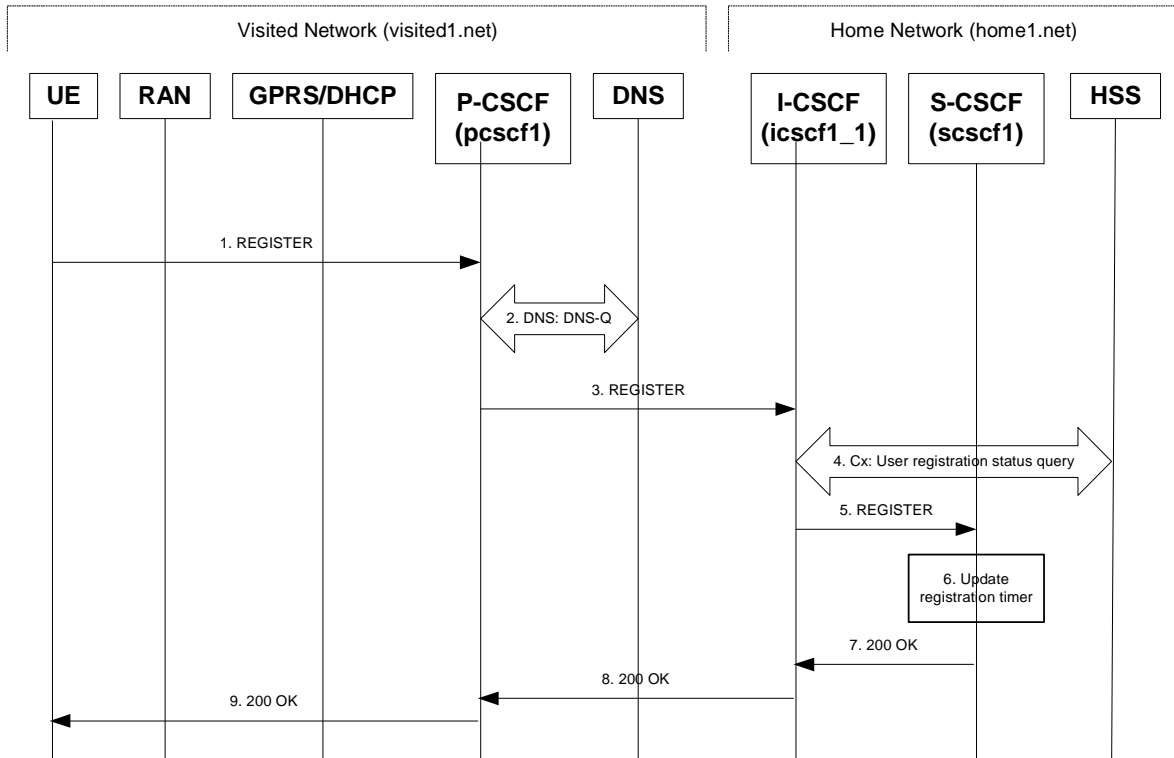 Visited Network (visited1.net)
Home Network (home1.net)
UE
RAN
GPRS/DHCP
P-CSCF
(pcscf1)
DNS
I-CSCF
(icscf1_1)
S-CSCF
(scscf1)
HSS
1. REGISTER
2. DNS: DNS-Q
3. REGISTER
4. Cx: User registration status query
5. REGISTER
6. Update
registration timer
7. 200 OK
8. 200 OK
9. 200 OK